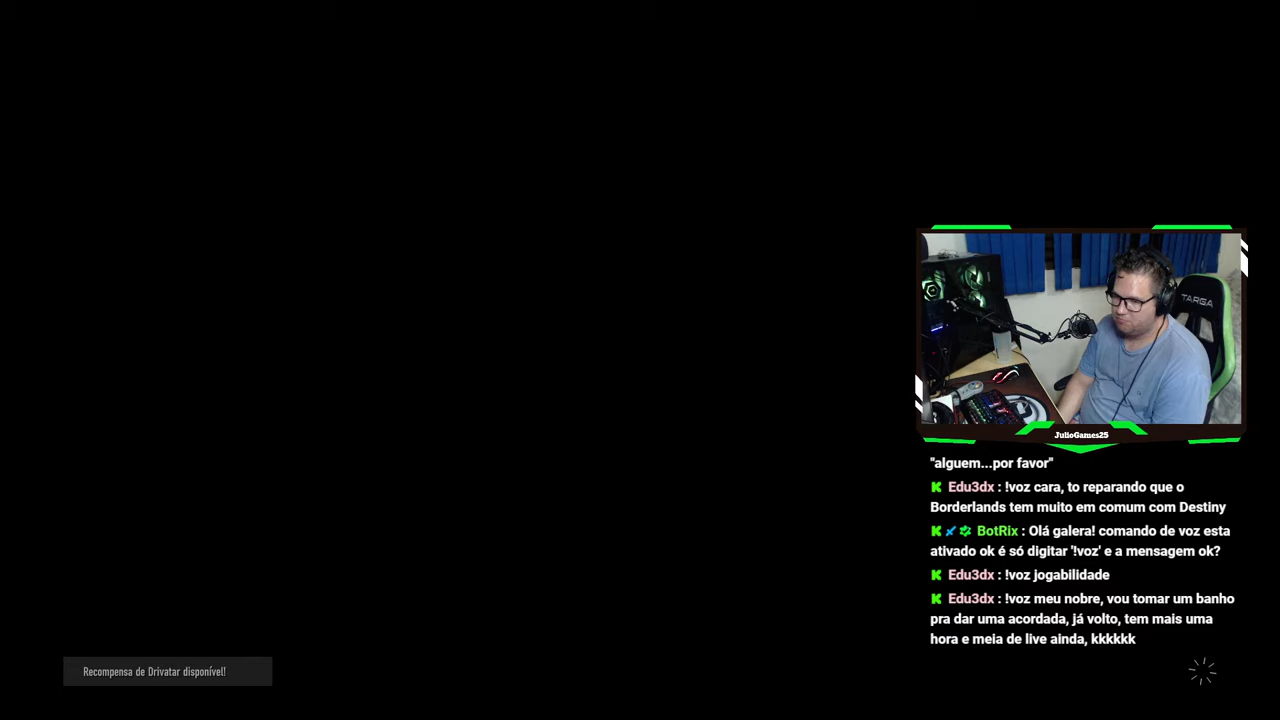 TARGA
JulioGames25
"alguem...por favor"
Edu3dx : !voz cara, to reparando que o
Borderlands tem muito em comum com Destiny
BotRix : Olá galera! comando de voz esta
ativado ok é só digitar '!voz' e a mensagem ok?
Edu3dx : !voz jogabilidade
Edu3dx : !voz meu nobre, vou tomar um banho
pra dar uma acordada, já volto, tem mais uma
hora e meia de live ainda, kkkkkk
Recompensa de Drivatar disponível!